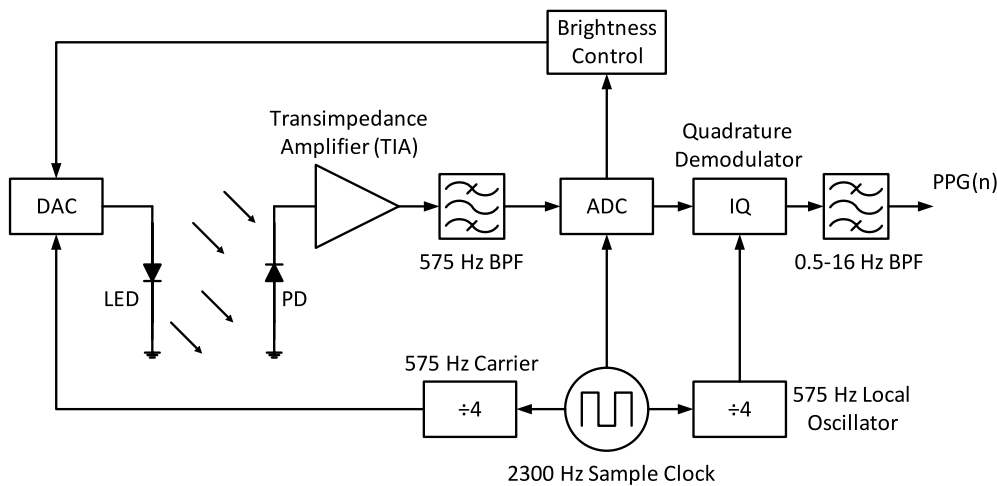 Brightness
Control
Transimpedance
Amplifier (TIA)
Quadrature
Demodulator
DAC
ADC
IQ
PPG(n)
575 Hz BPF
0.5-16 Hz BPF
LED
PD
575 Hz Carrier
÷4
÷4
575 Hz Local
Oscillator
2300 Hz Sample Clock